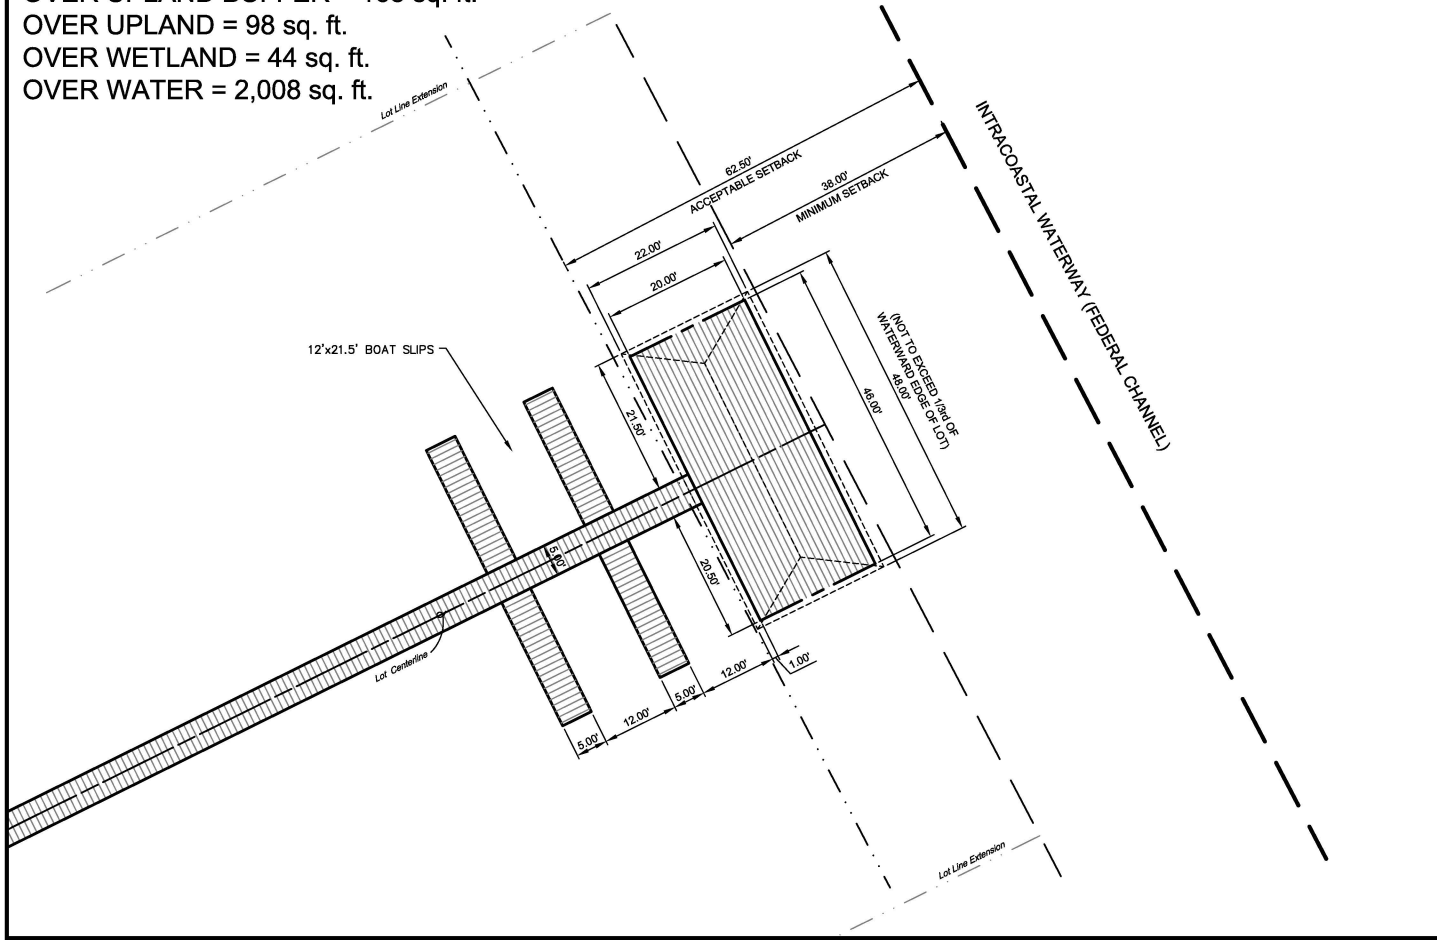 OVER UPLAND = 98 sq. ft.
OVER WETLAND = 44 sq. ft.
OVER WATER = 2,008 sq. ft.
Lot Line Extension
62.50'
ACCEPTABLE SETBACK
38.00'
MINIMUM SETBACK
INTRACOASTAL WATERWAY (FEDERAL CHANNEL)
22.00'
20.00'
12'x21.5' BOAT SLIPS
21.50'
46.00'
48.00'
(NOT TO EXCEED 1/3rd OF
WATERWARD EDGE OF LOT)
5.00'
20.50'
Lot Centerline
5.00'
12.00'
5.00'
12.00'
1.00'
Lot Line Extension